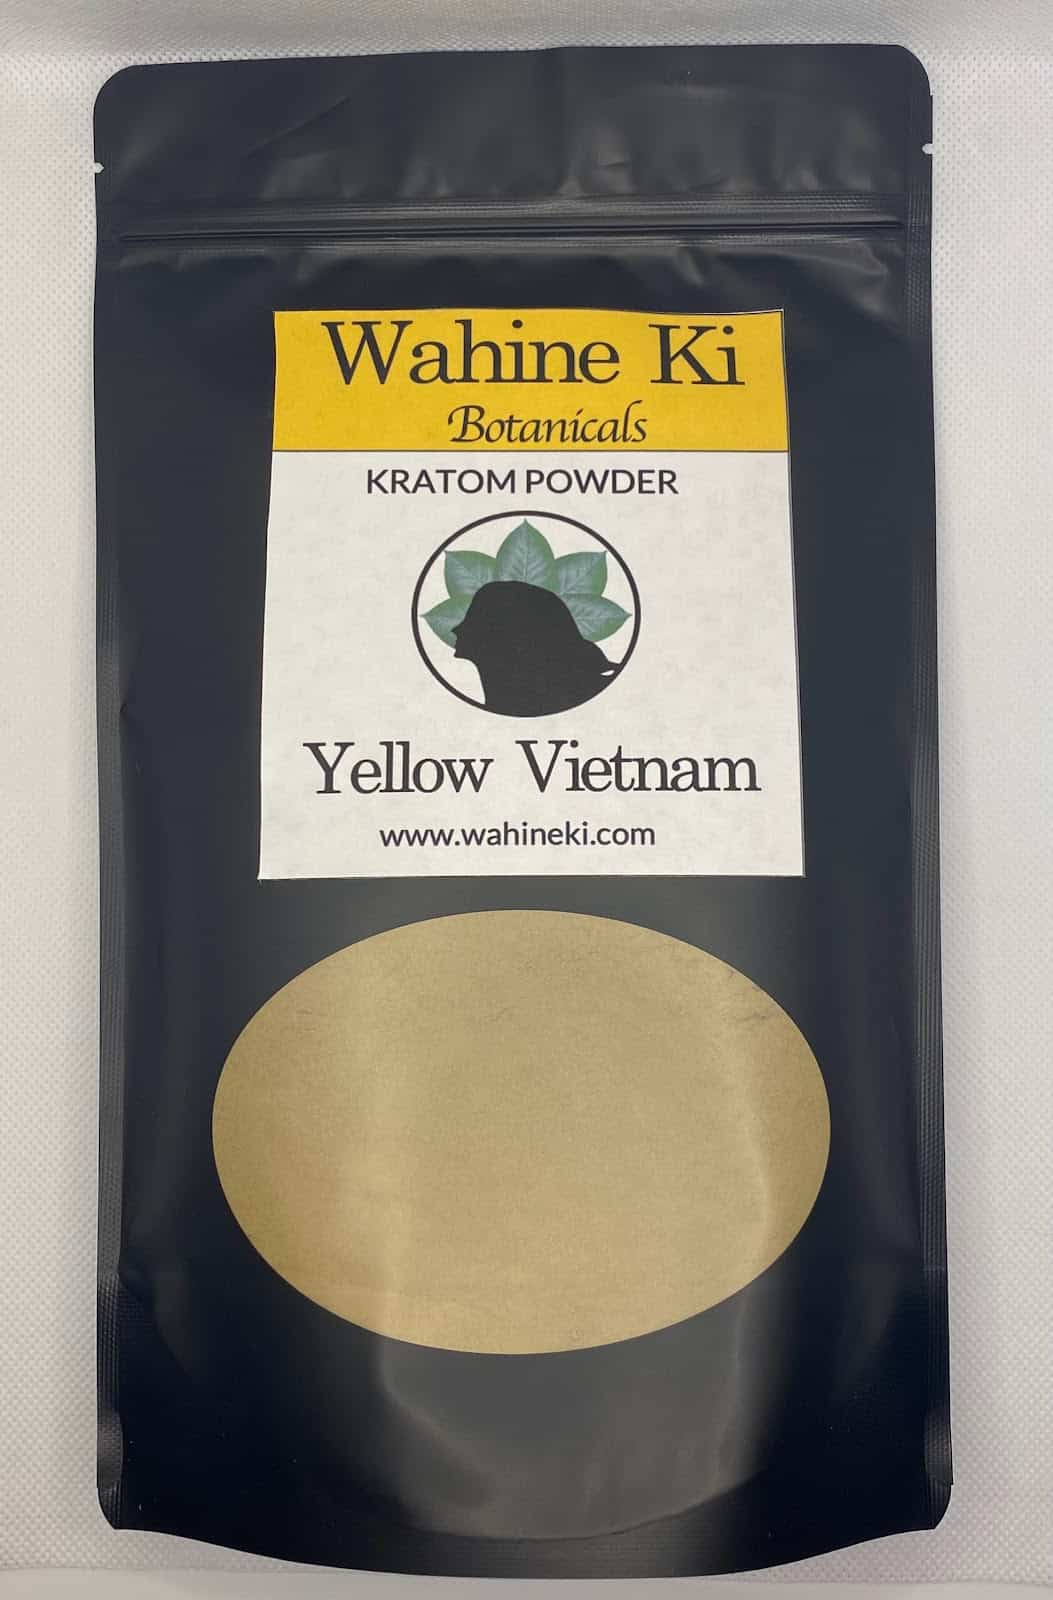 Wahine Ki
Botanicals
KRATOM POWDER
Yellow Vietnam
www.wahineki.com